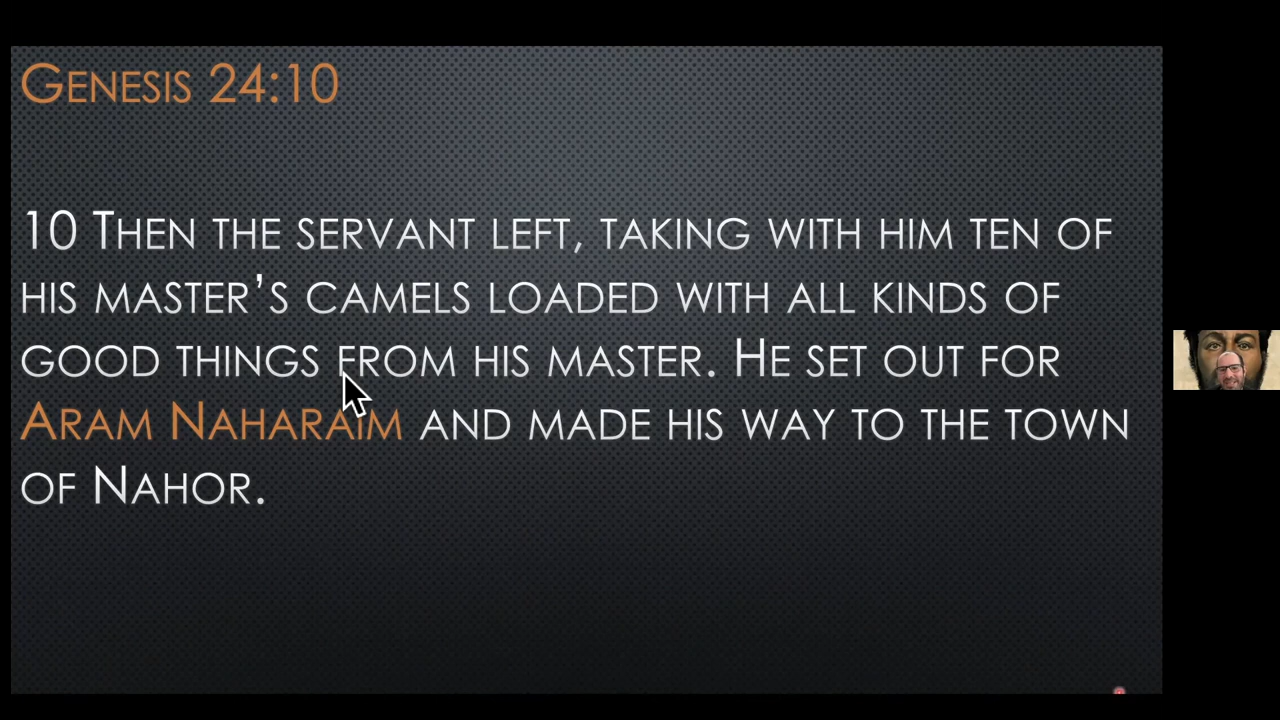 Genesis 24:10
10 Then the servant left, taking with him ten of
his master’s camels loaded with all kinds of
good things from his master. He set out for
Aram Naharaim and made his way to the town
of Nahor.